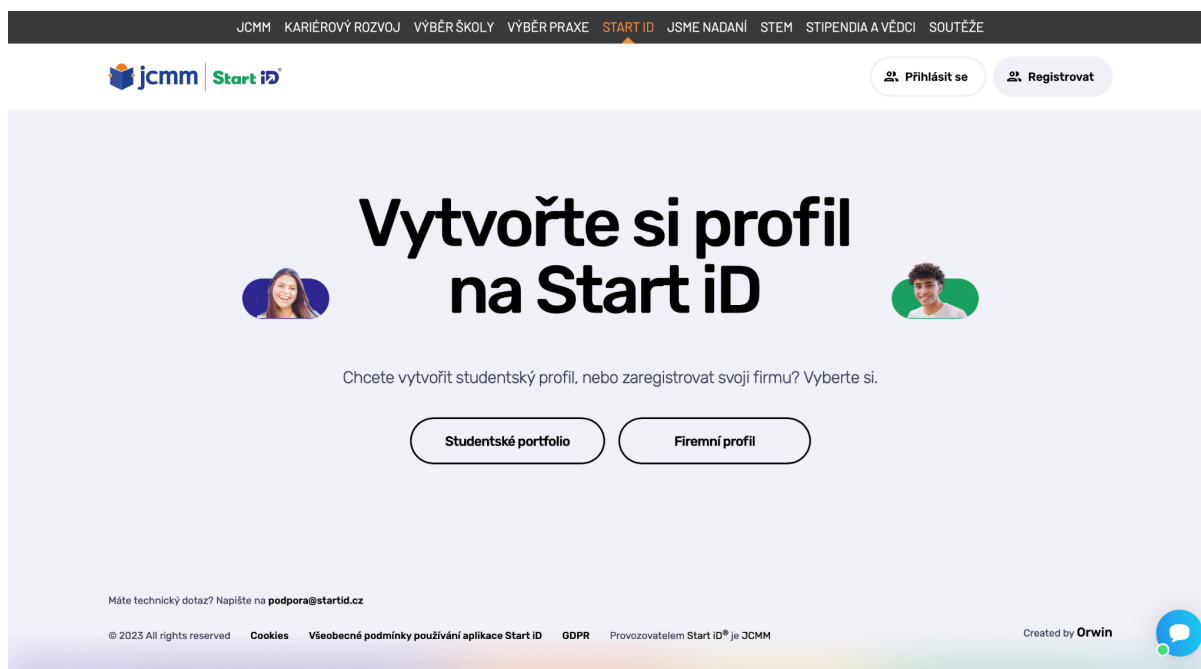 JCMM KARIÉROVÝ ROZVOJ VÝBĚR ŠKOLY VÝBĚR PRAXE START ID JSME NADANÍ STEM STIPENDIA A VĚDCI SOUTĚŽE
jcmm Start iD®
Přihlásit se
Registrovat
Vytvořte si profil
na Start iD
Chcete vytvořit studentský profil, nebo zaregistrovat svoji firmu? Vyberte si.
Studentské portfolio
Firemní profil
Máte technický dotaz? Napište na podpora@startid.cz
© 2023 All rights reserved Cookies Všeobecné podmínky používání aplikace Start iD GDPR Provozovatelem Start iD® je JCMM
Created by Orwin